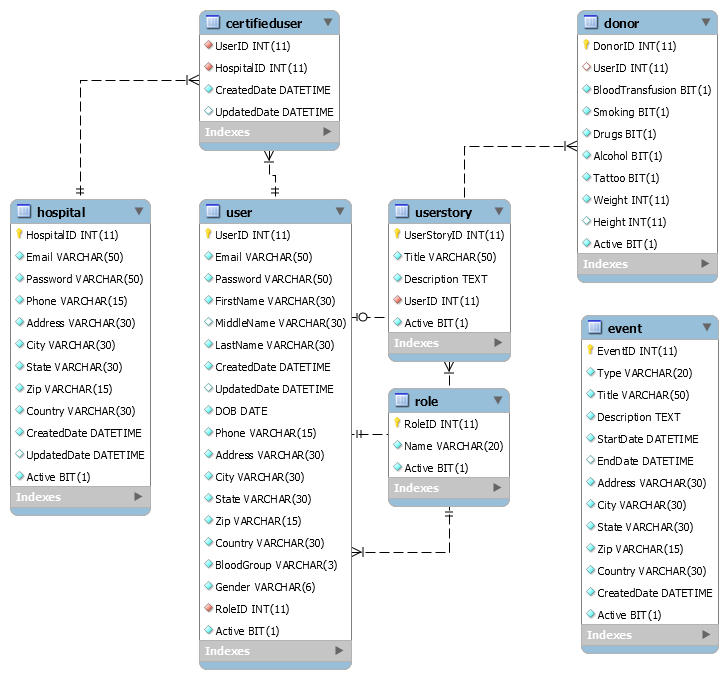 certifieduser
UserID INT(11)
HospitalID INT(11)
CreatedDate DATETIME
UpdatedDate DATETIME
Indexes
donor
DonorID INT(11)
UserID INT(11)
BloodTransfusion BIT(1)
Smoking BIT(1)
Drugs BIT(1)
Alcohol BIT(1)
Tattoo BIT(1)
Weight INT(11)
Height INT(11)
Active BIT(1)
Indexes
hospital
HospitalID INT(11)
Email VARCHAR(50)
Password VARCHAR(50)
Phone VARCHAR(15)
Address VARCHAR(30)
City VARCHAR(30)
State VARCHAR(30)
Zip VARCHAR(15)
Country VARCHAR(30)
CreatedDate DATETIME
UpdatedDate DATETIME
Active BIT(1)
Indexes
user
UserID INT(11)
Email VARCHAR(50)
Password VARCHAR(50)
FirstName VARCHAR(30)
MiddleName VARCHAR(30)
LastName VARCHAR(30)
CreatedDate DATETIME
UpdatedDate DATETIME
DOB DATE
Phone VARCHAR(15)
Address VARCHAR(30)
City VARCHAR(30)
State VARCHAR(30)
Zip VARCHAR(15)
Country VARCHAR(30)
BloodGroup VARCHAR(3)
Gender VARCHAR(6)
RoleID INT(11)
Active BIT(1)
Indexes
userstory
UserStoryID INT(11)
Title VARCHAR(50)
Description TEXT
UserID INT(11)
Active BIT(1)
Indexes
role
RoleID INT(11)
Name VARCHAR(20)
Active BIT(1)
Indexes
event
EventID INT(11)
Type VARCHAR(20)
Title VARCHAR(50)
Description TEXT
StartDate DATETIME
EndDate DATETIME
Address VARCHAR(30)
City VARCHAR(30)
State VARCHAR(30)
Zip VARCHAR(15)
Country VARCHAR(30)
CreatedDate DATETIME
Active BIT(1)
Indexes